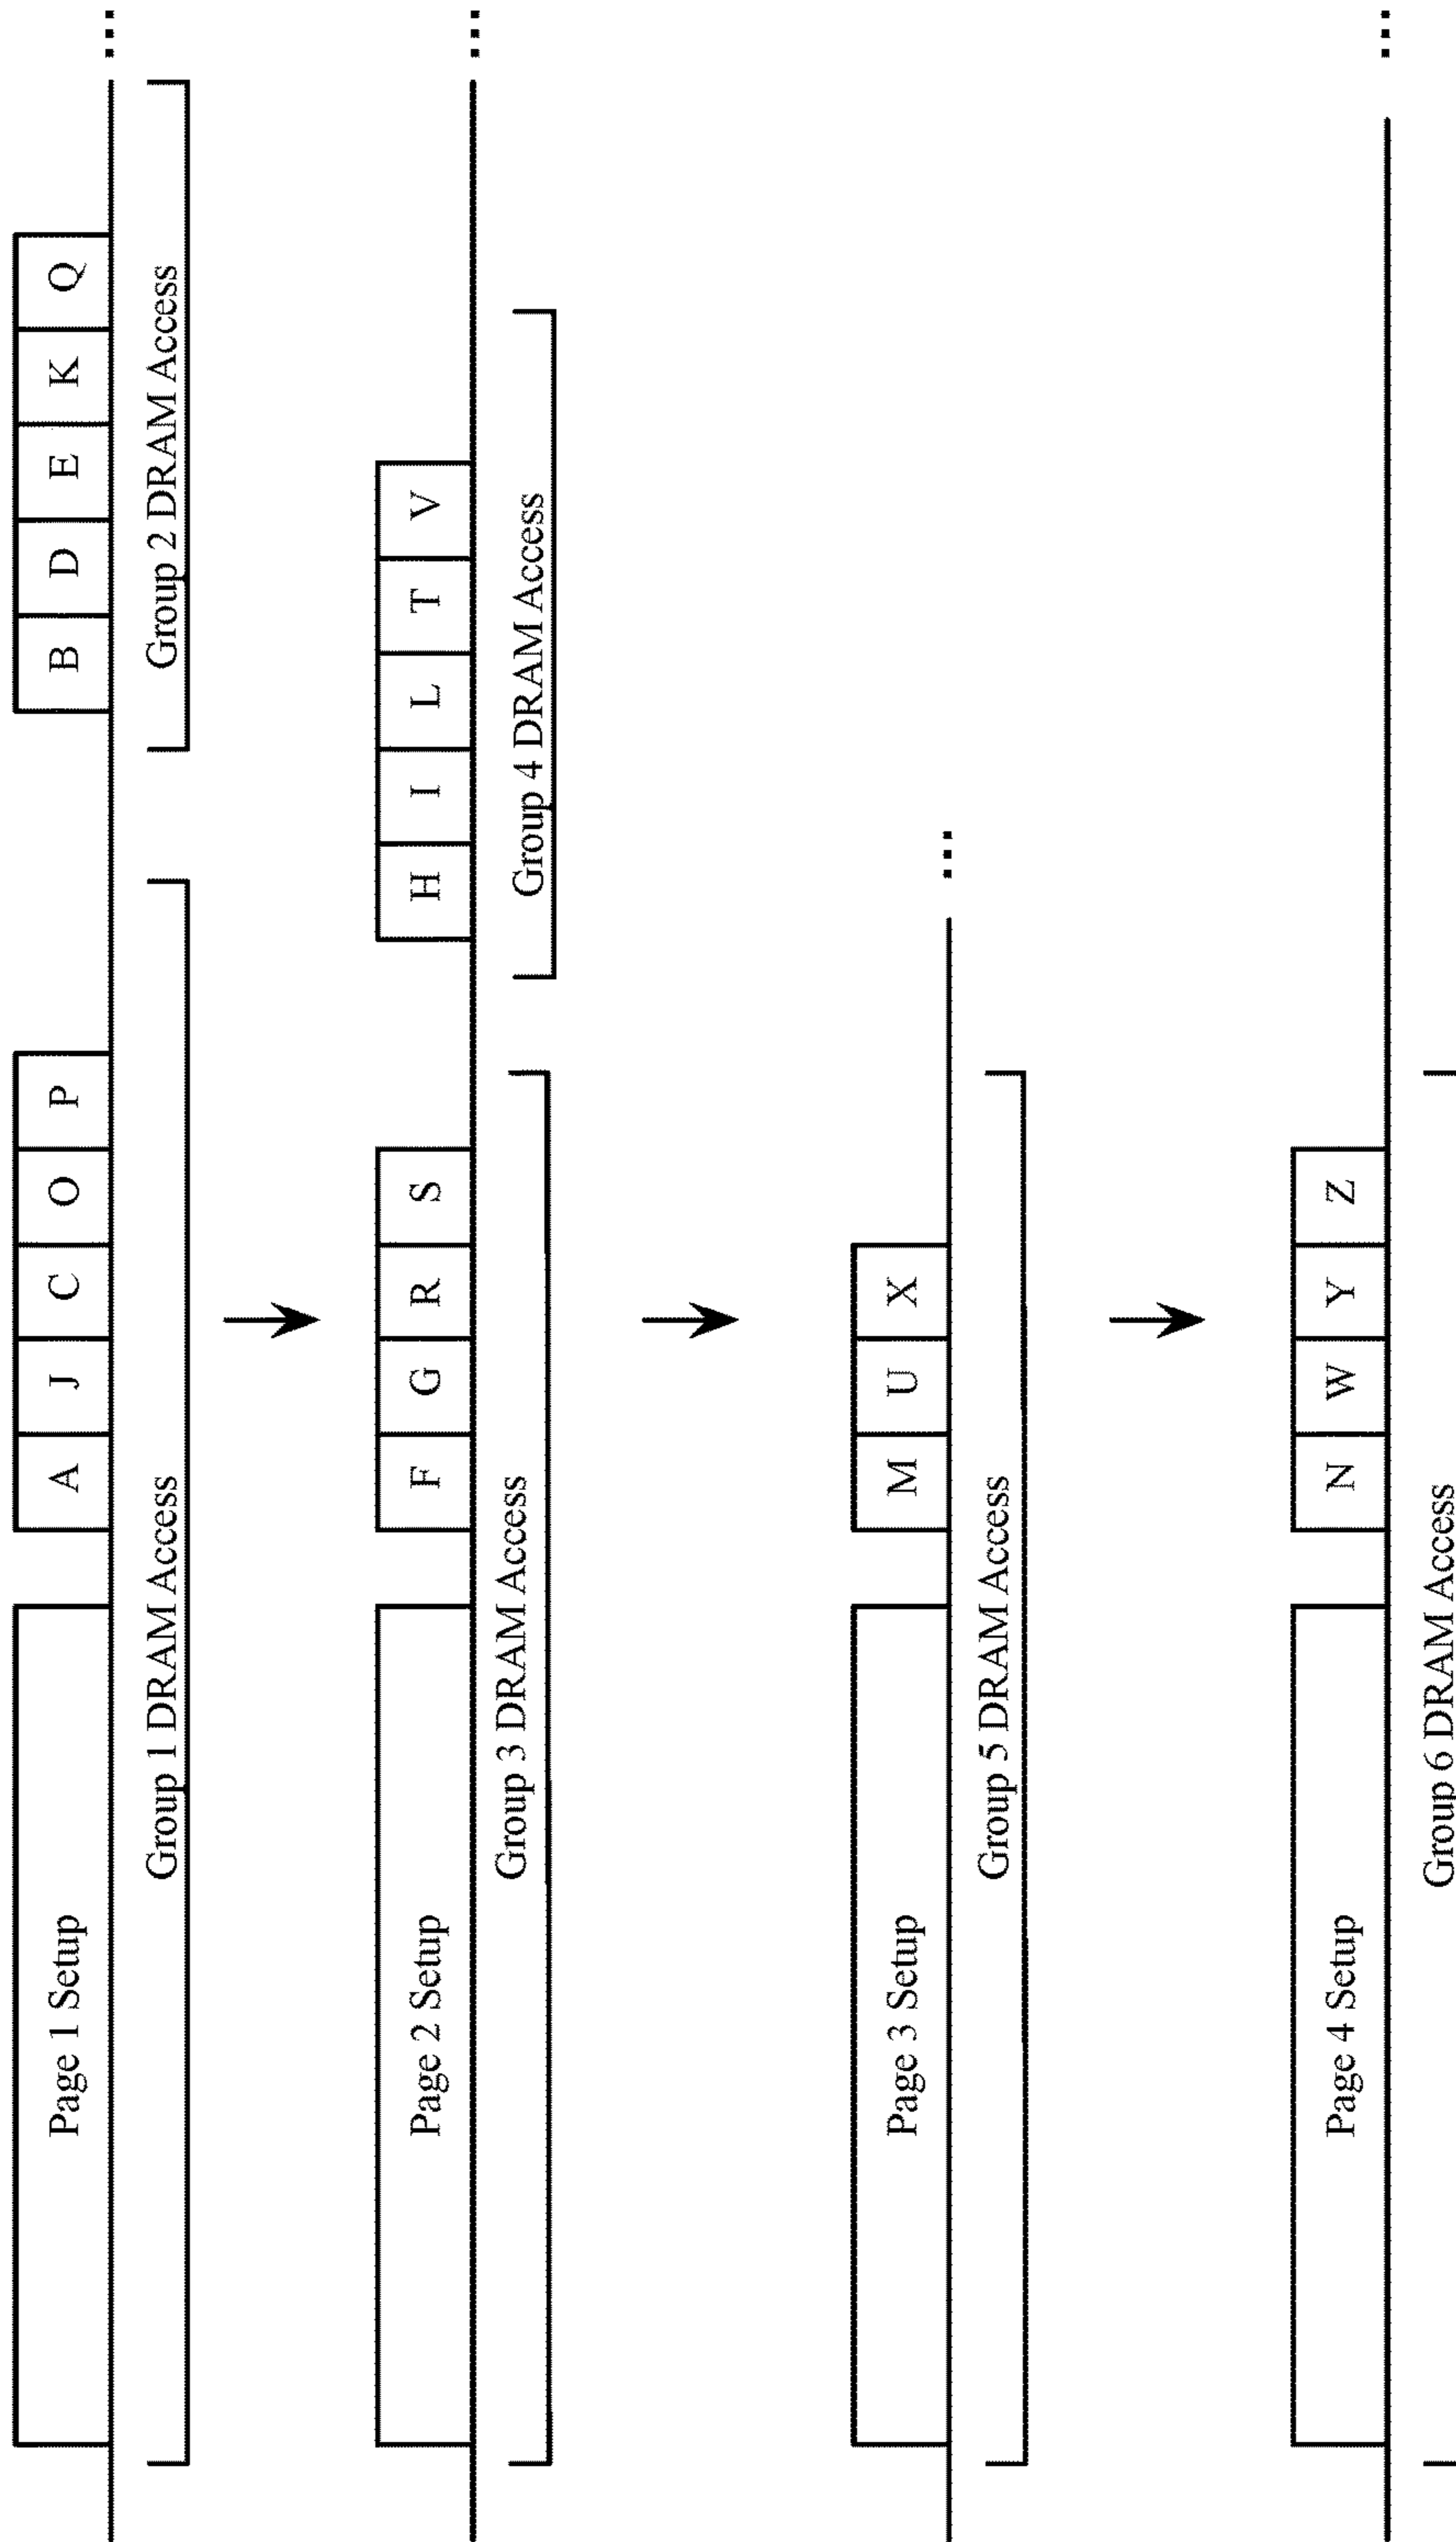 Page 1 Setup A J C O P B D E K Q ...
Group 1 DRAM Access Group 2 DRAM Access
Page 2 Setup F G R S H I L T V ...
Group 3 DRAM Access Group 4 DRAM Access
Page 3 Setup M U X ...
Group 5 DRAM Access
Page 4 Setup N W Y Z ...
Group 6 DRAM Access